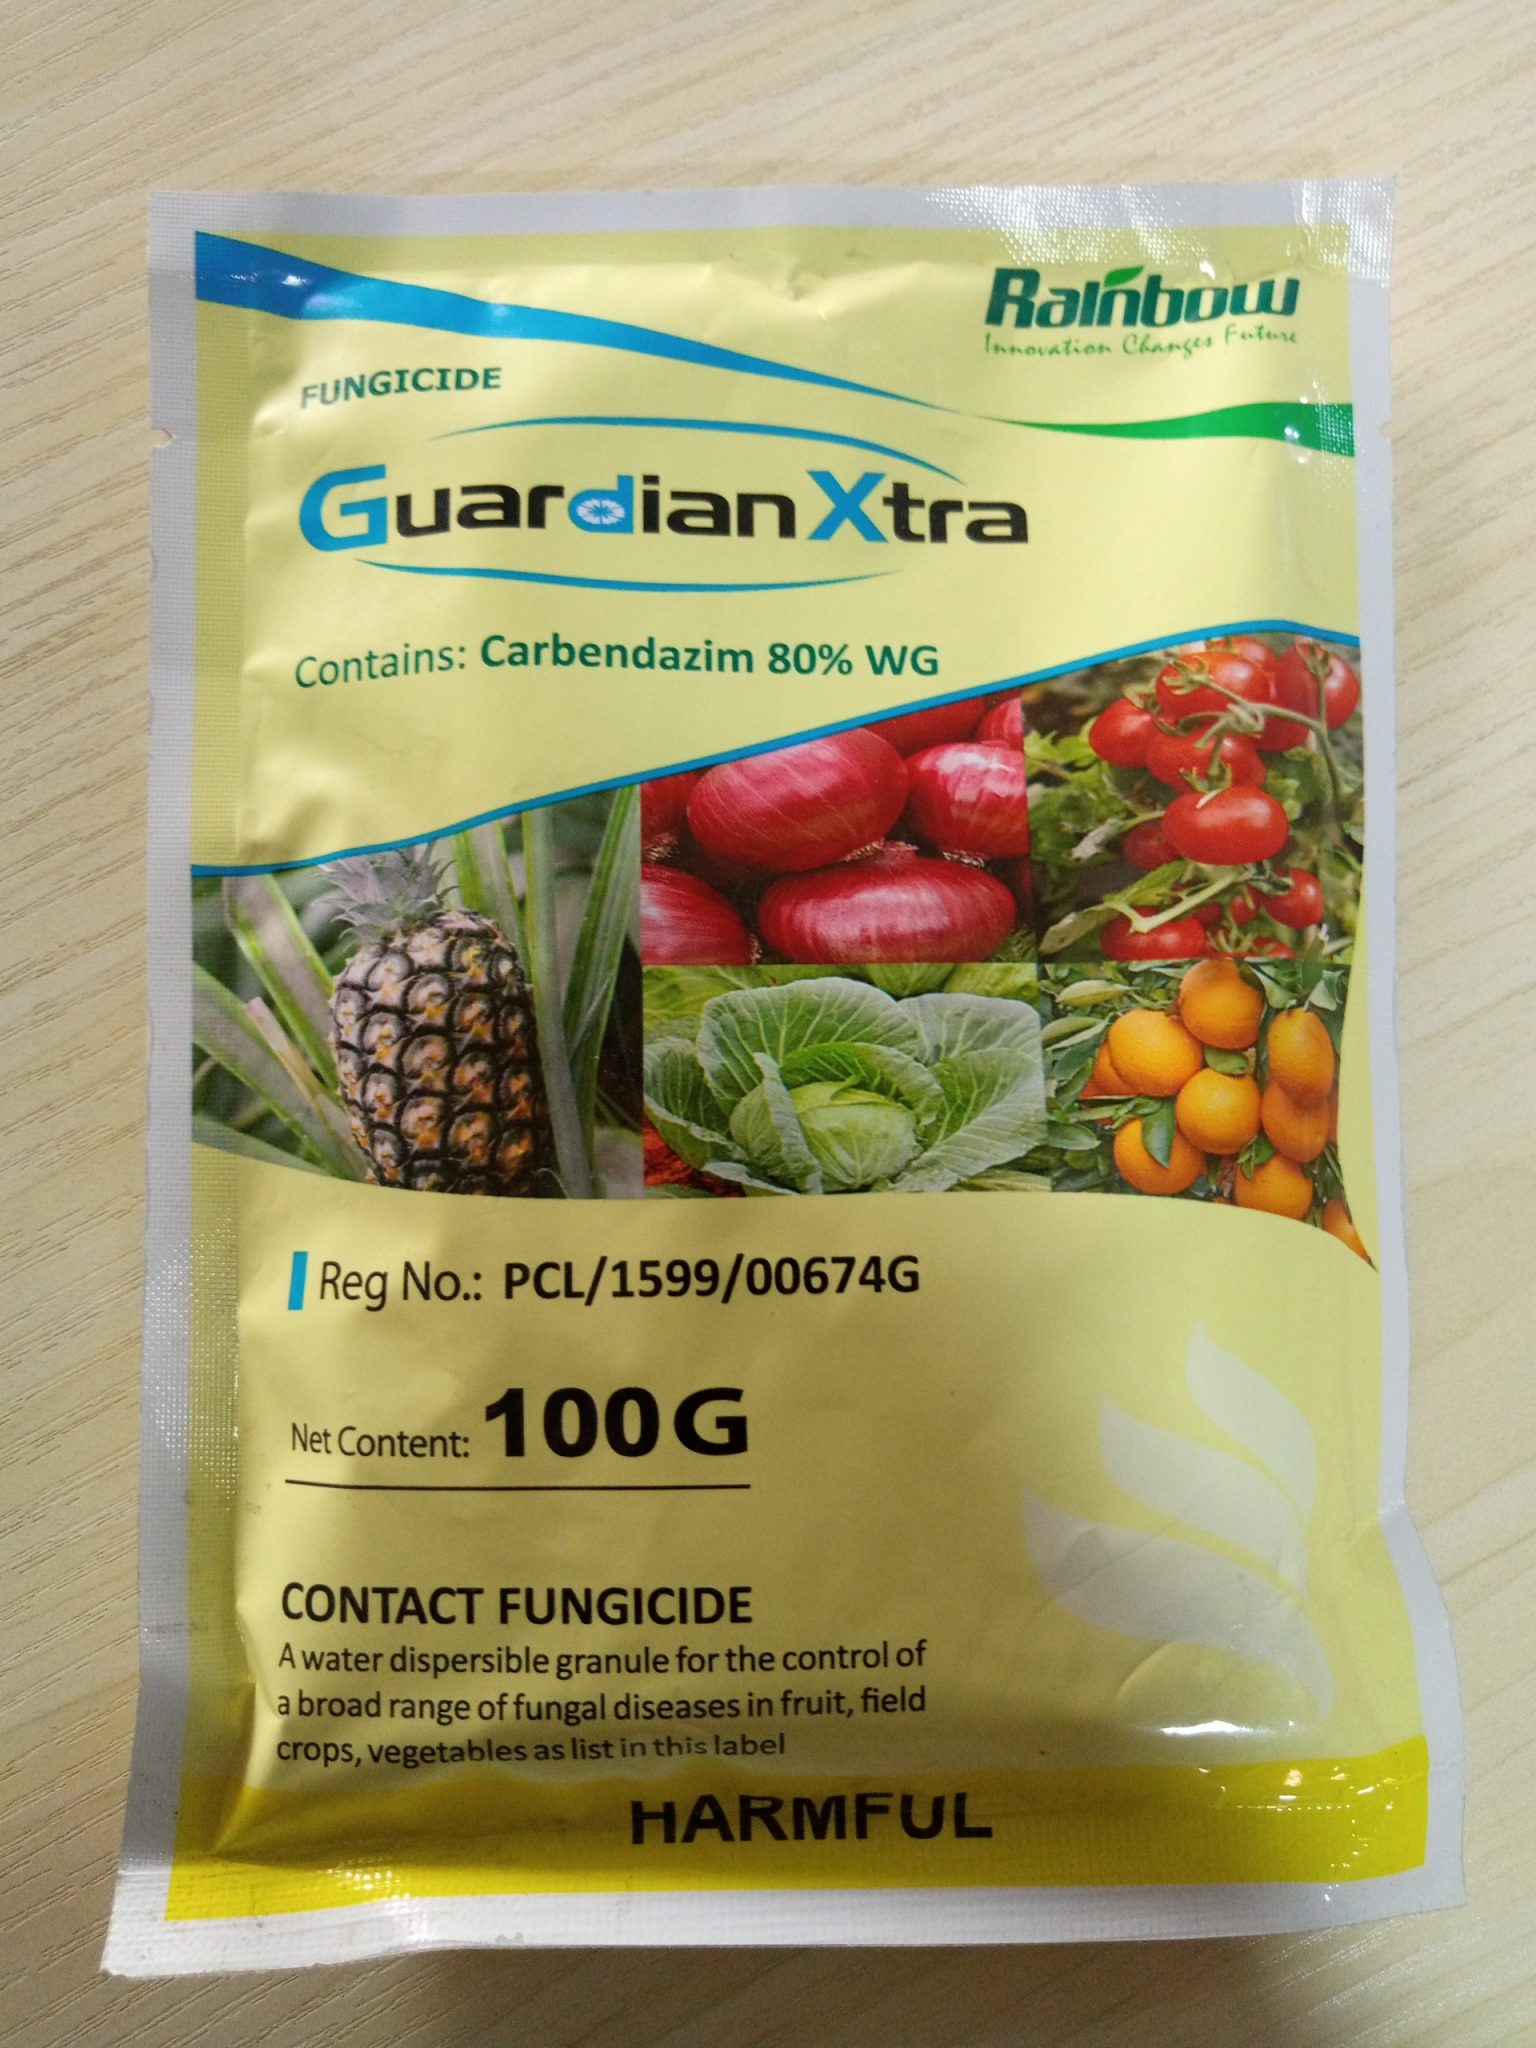 Rainbow
Innovation Changes Future
FUNGICIDE
Guardian Xtra
Contains: Carbendazim 80% WG
Reg No.: PCL/1599/00674G
Net Content: 100G
CONTACT FUNGICIDE
A water dispersible granule for the control of
a broad range of fungal diseases in fruit, field
crops, vegetables as list in this label
HARMFUL